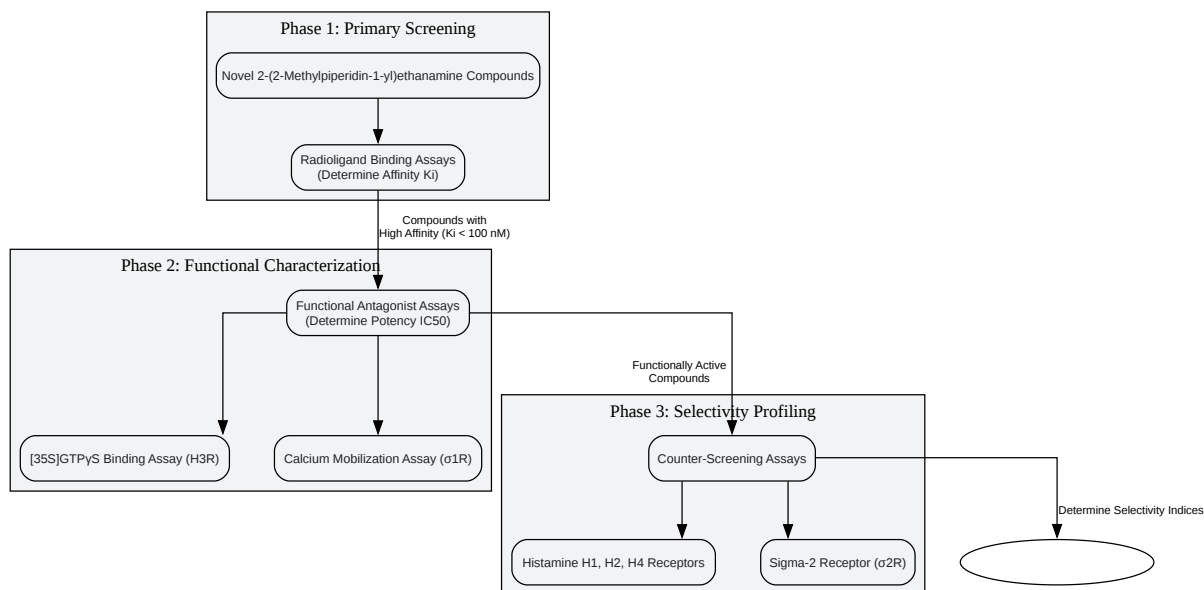 Phase 1: Primary Screening
Novel 2-(2-Methylpiperidin-1-yl)ethanamine Compounds
Radioligand Binding Assays
(Determine Affinity Ki)
Compounds with
High Affinity (Ki < 100 nM)
Phase 2: Functional Characterization
Functional Antagonist Assays
(Determine Potency IC50)
Functionally Active
Compounds
[35S]GTPγS Binding Assay (H3R)
Calcium Mobilization Assay (σ1R)
Phase 3: Selectivity Profiling
Counter-Screening Assays
Determine Selectivity Indices
Histamine H1, H2, H4 Receptors
Sigma-2 Receptor (σ2R)